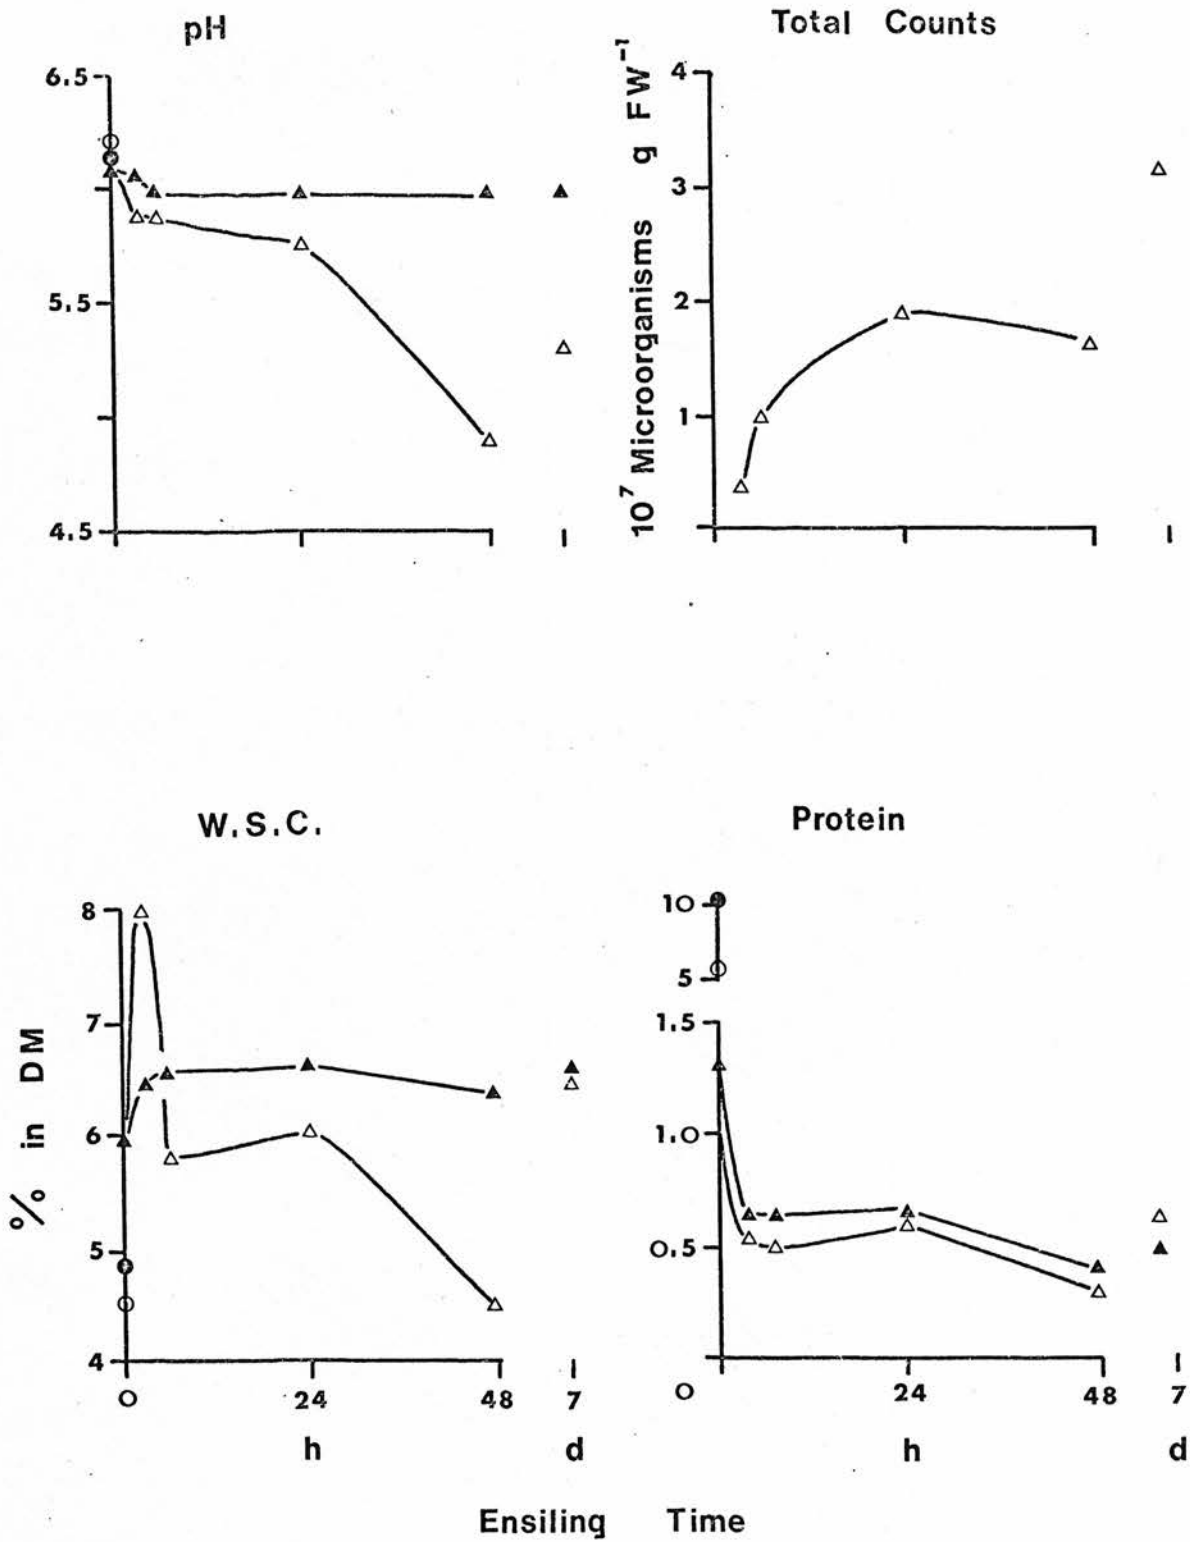 pH
6.5
5.5
4.5
Total Counts
10⁷ Microorganisms g FW⁻¹
4
3
2
1
W.S.C.
% in DM
8
7
6
5
4
0 24 48 7
h d
Protein
10
5
1.5
1.0
0.5
0 24 48 7
h d
Ensiling Time